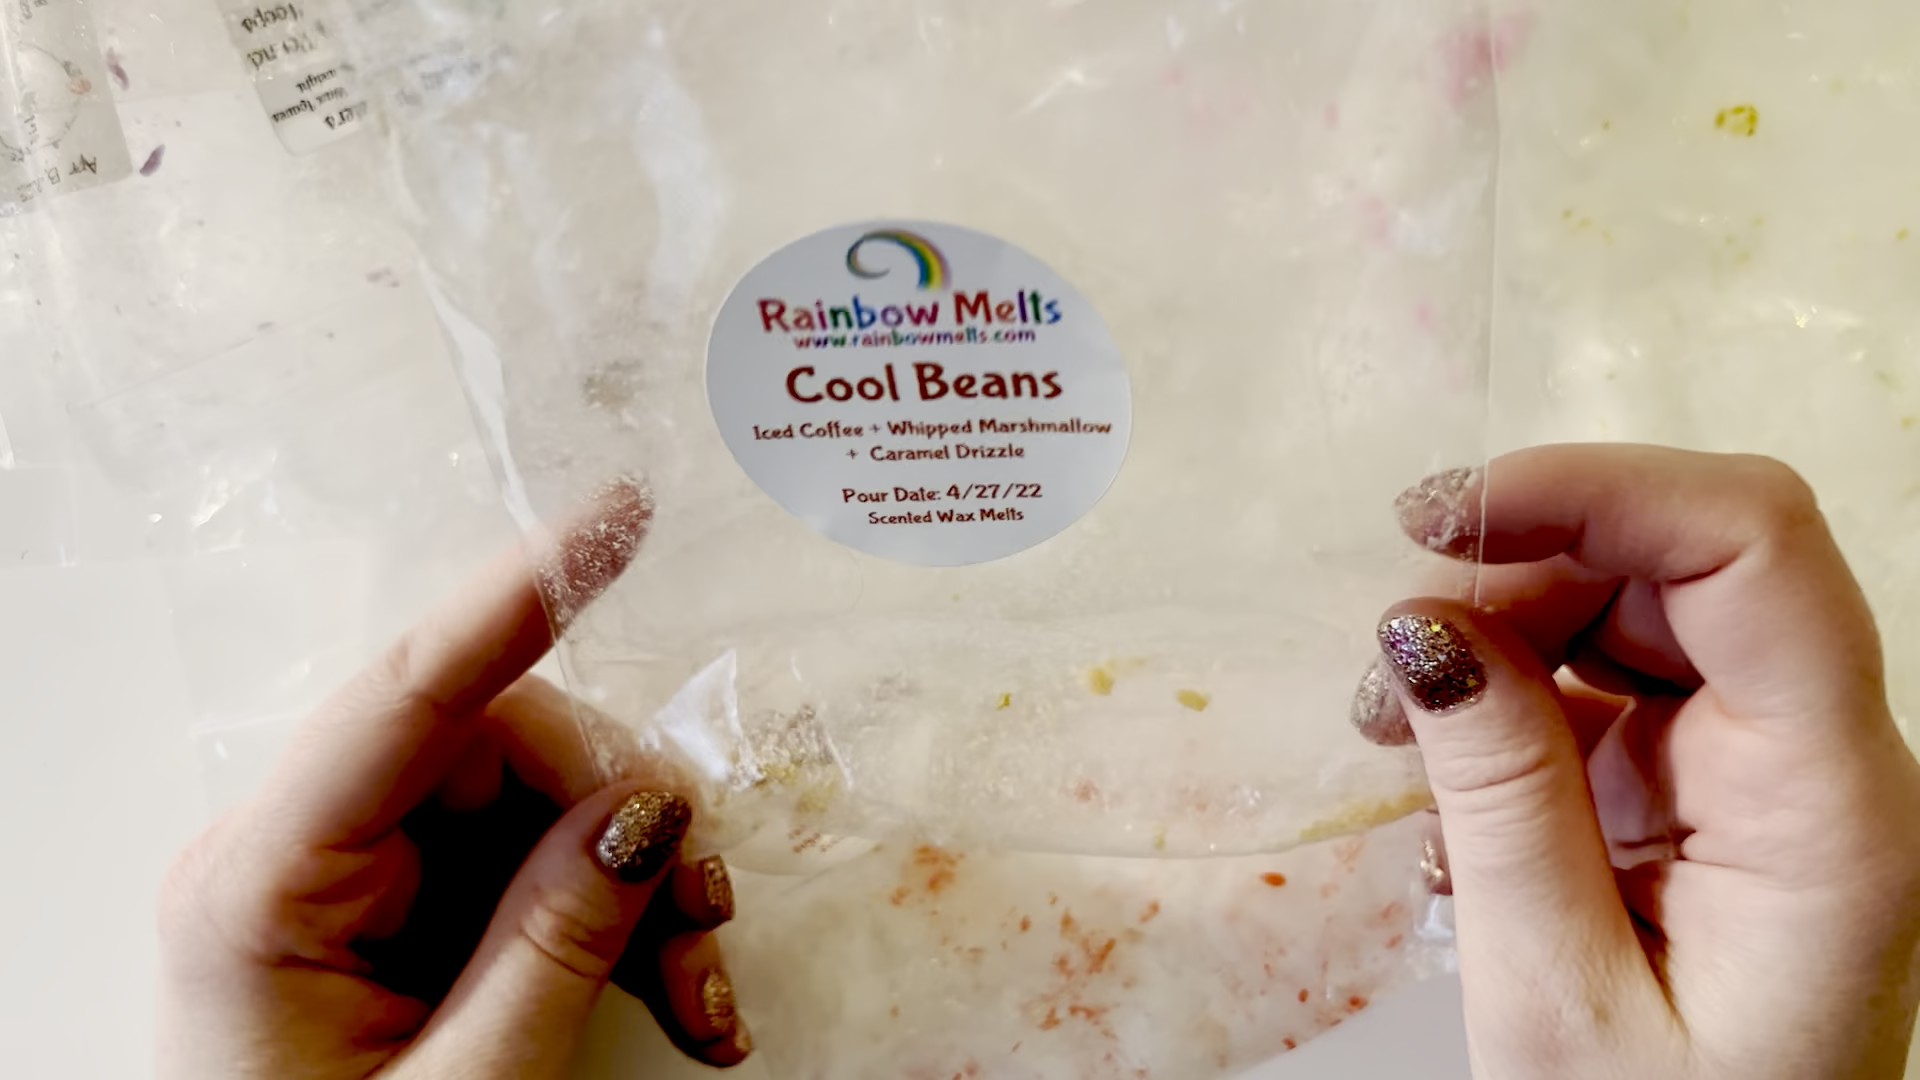 Rainbow Melts
www.rainbowmelts.com
Cool Beans
Iced Coffee + Whipped Marshmallow
+ Caramel Drizzle
Pour Date: 4/27/22
Scented Wax Melts